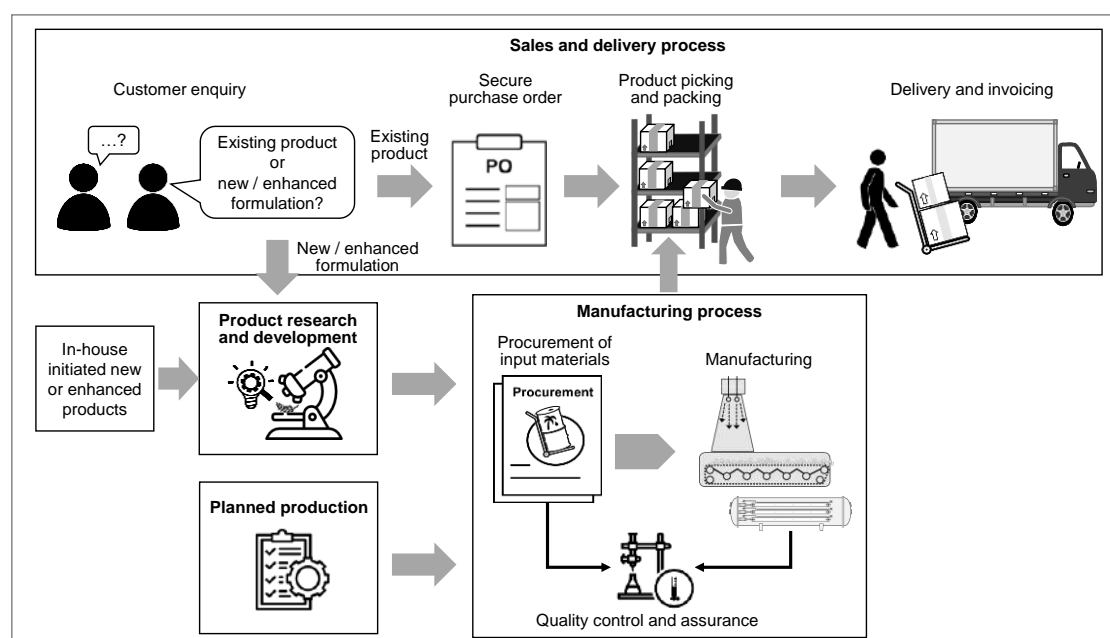 Sales and delivery process
Customer enquiry
…?
Existing product
or
new / enhanced
formulation?
Existing
product
Secure
purchase order
PO
Product picking
and packing
Delivery and invoicing
New / enhanced
formulation
In-house
initiated new
or enhanced
products
Product research
and development
Planned production
Manufacturing process
Procurement of
input materials
Procurement
Manufacturing
Quality control and assurance